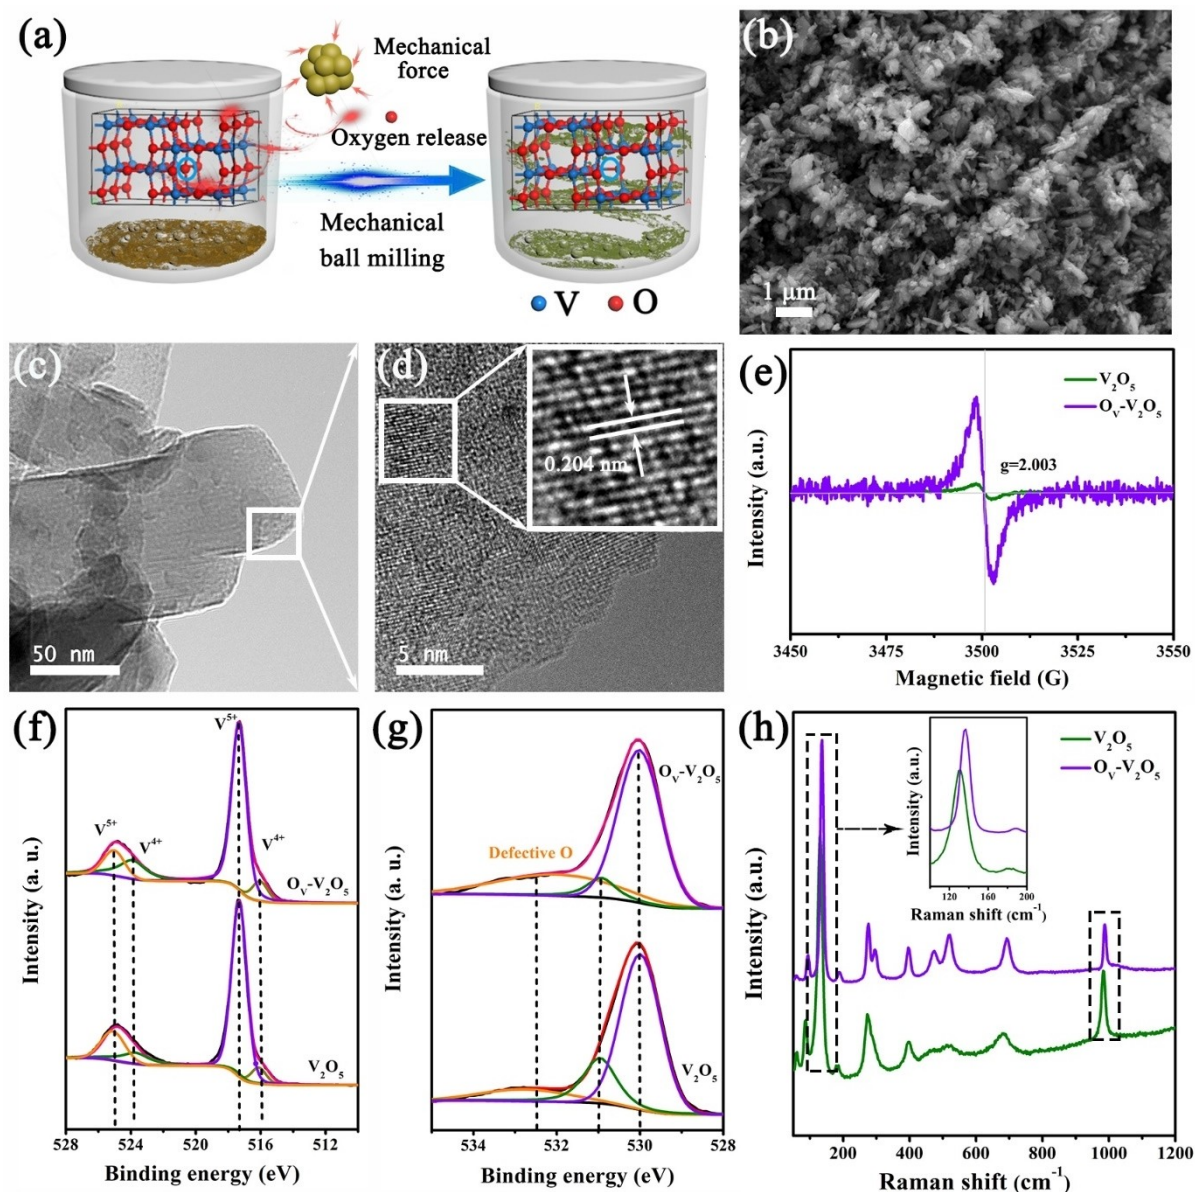 (a)
Mechanical
force
Oxygen release
Mechanical
ball milling
V O
(b)
1 μm
(c)
50 nm
(d)
0.204 nm
5 nm
(e)
V₂O₅
Oᵥ-V₂O₅
g=2.003
Intensity (a.u.)
3450 3475 3500 3525 3550
Magnetic field (G)
(f)
V⁵⁺
V⁵⁺
V⁴⁺
V⁴⁺
Oᵥ-V₂O₅
V₂O₅
Intensity (a. u.)
528 524 520 516 512
Binding energy (eV)
(g)
Oᵥ-V₂O₅
Defective O
V₂O₅
Intensity (a. u.)
534 532 530 528
Binding energy (eV)
(h)
V₂O₅
Oᵥ-V₂O₅
Intensity (a.u.)
120 160 200
Raman shift (cm⁻¹)
Intensity (a.u.)
200 400 600 800 1000 1200
Raman shift (cm⁻¹)